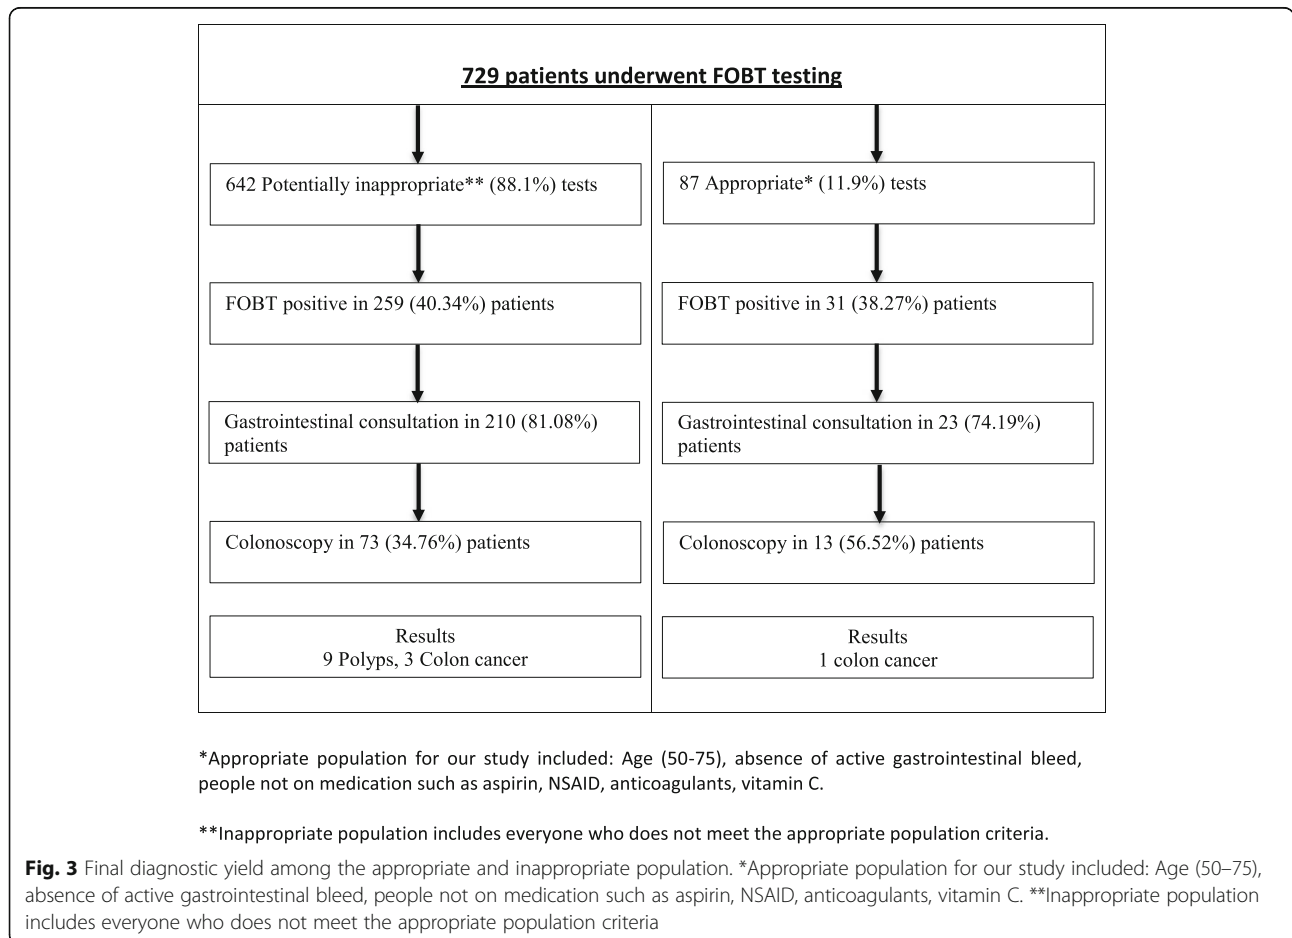 729 patients underwent FOBT testing
642 Potentially inappropriate** (88.1%) tests
FOBT positive in 259 (40.34%) patients
Gastrointestinal consultation in 210 (81.08%)
patients
Colonoscopy in 73 (34.76%) patients
Results
9 Polyps, 3 Colon cancer
87 Appropriate* (11.9%) tests
FOBT positive in 31 (38.27%) patients
Gastrointestinal consultation in 23 (74.19%)
patients
Colonoscopy in 13 (56.52%) patients
Results
1 colon cancer
*Appropriate population for our study included: Age (50-75), absence of active gastrointestinal bleed,
people not on medication such as aspirin, NSAID, anticoagulants, vitamin C.
**Inappropriate population includes everyone who does not meet the appropriate population criteria.
Fig. 3 Final diagnostic yield among the appropriate and inappropriate population. *Appropriate population for our study included: Age (50–75),
absence of active gastrointestinal bleed, people not on medication such as aspirin, NSAID, anticoagulants, vitamin C. **Inappropriate population
includes everyone who does not meet the appropriate population criteria